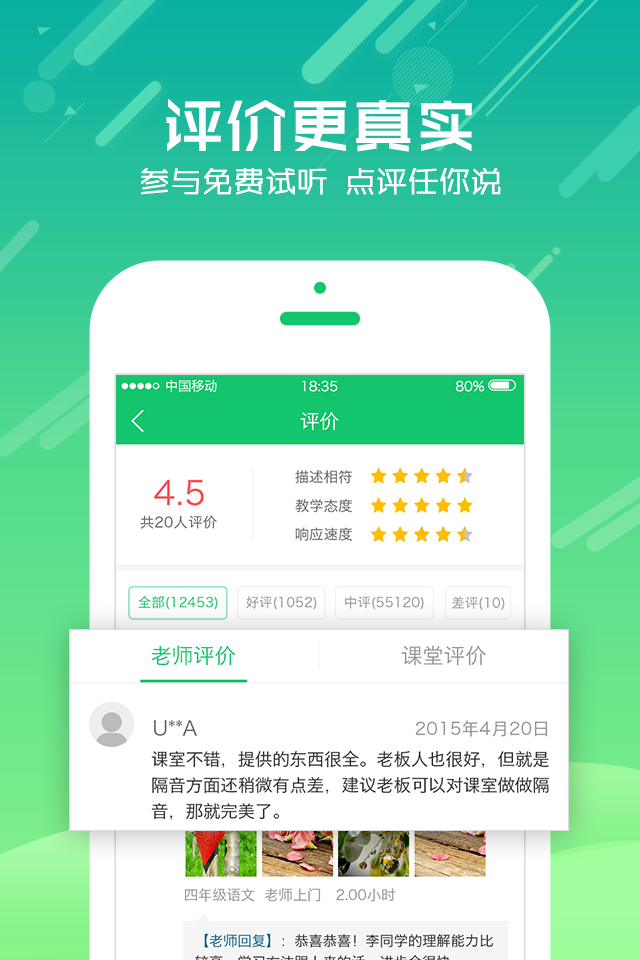 评价更真实
参与免费试听 点评任你说
中国移动 18:35 80%
评价
4.5
共20人评价
描述相符
教学态度
响应速度
全部(12453) 好评(1052) 中评(55120) 差评(10)
老师评价 课堂评价
U**A 2015年4月20日
课室不错，提供的东西很全。老板人也很好，但就是
隔音方面还稍微有点差，建议老板可以对课室做做隔
音，那就完美了。
四年级语文 老师上门 2.00小时
【老师回复】：恭喜恭喜！李同学的理解能力比